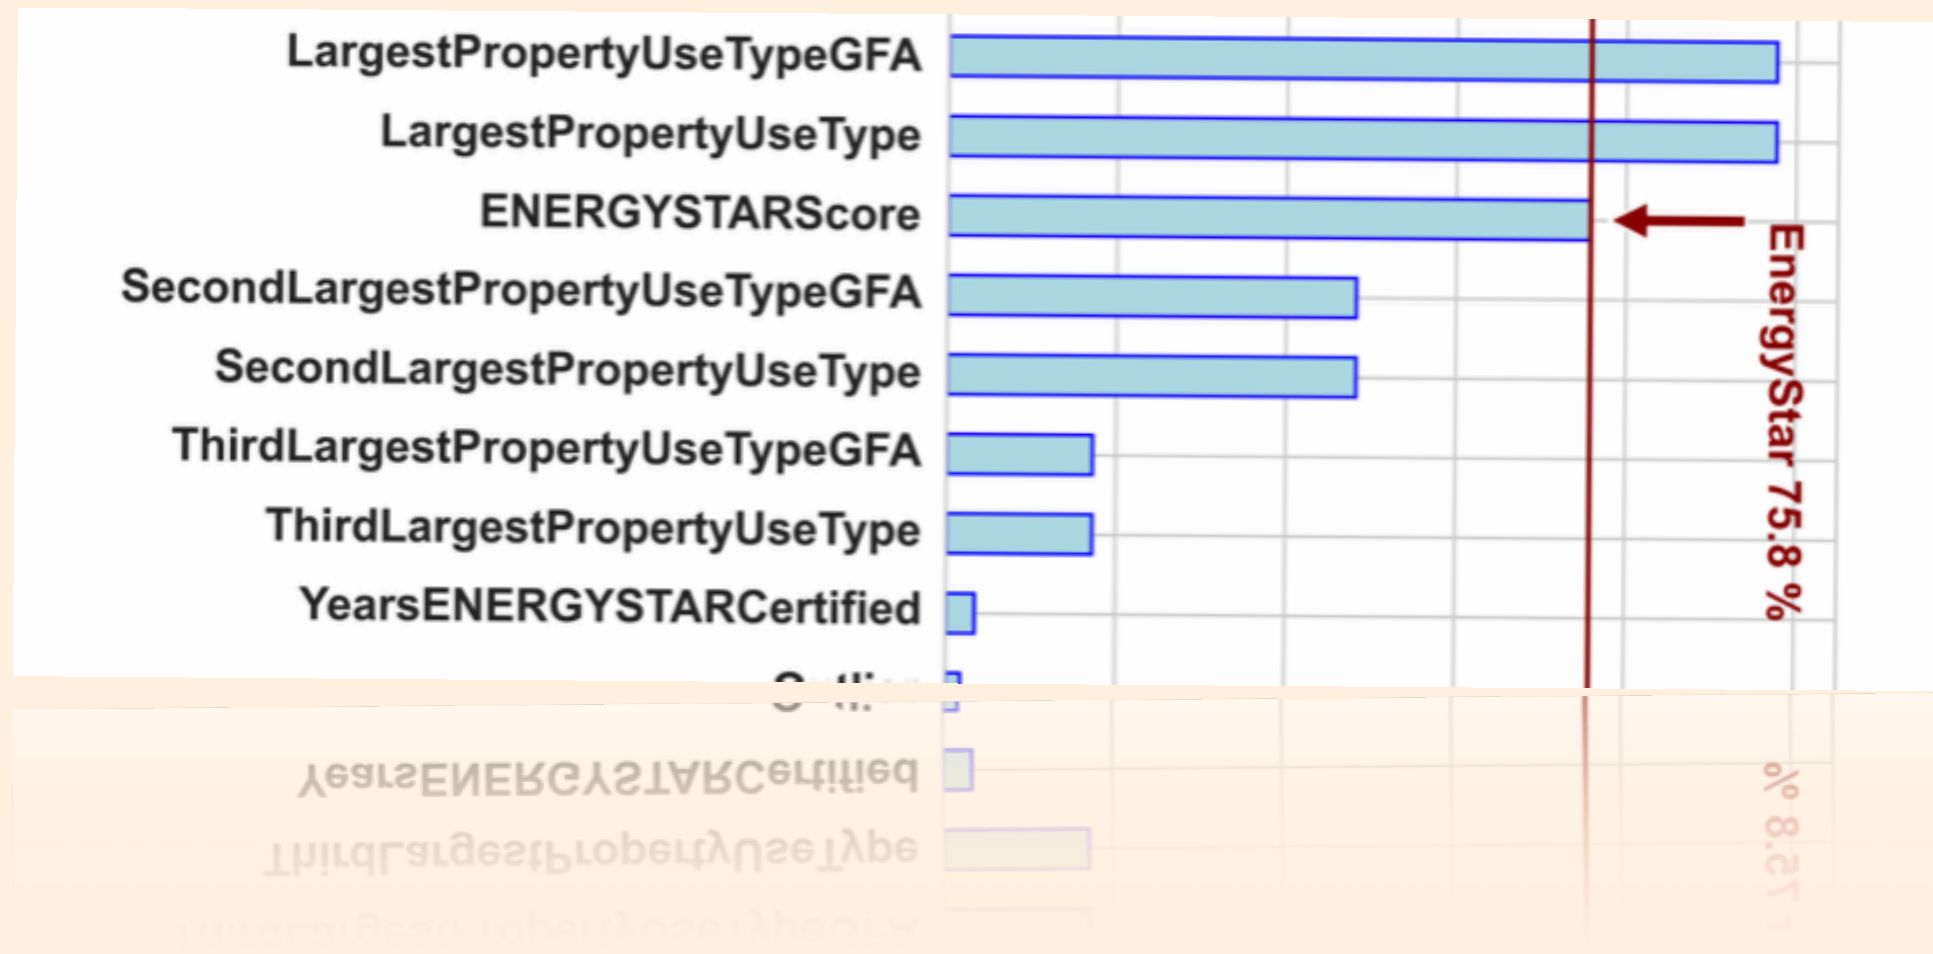 LargestPropertyUseTypeGFA
LargestPropertyUseType
ENERGYSTARScore
SecondLargestPropertyUseTypeGFA
SecondLargestPropertyUseType
ThirdLargestPropertyUseTypeGFA
ThirdLargestPropertyUseType
YearsENERGYSTARCertified
EnergyStar 75.8 %